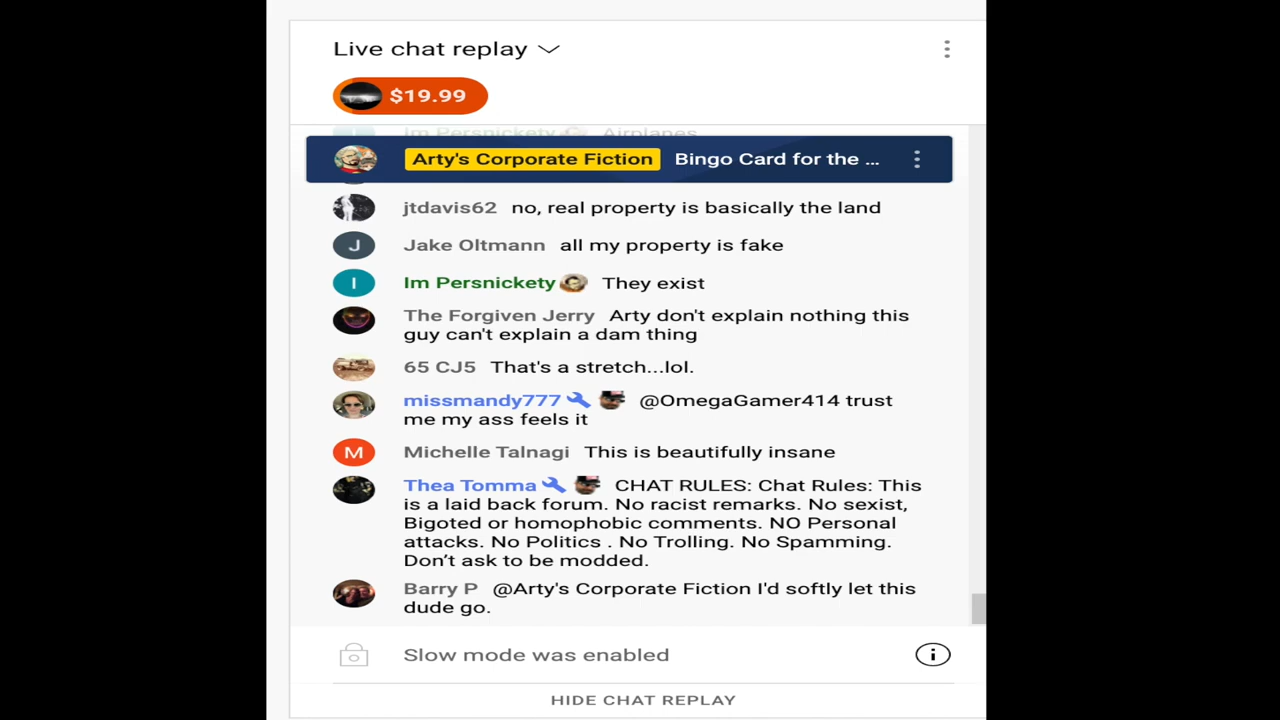 Live chat replay
$19.99
Im Persnickety Airplanes
Arty's Corporate Fiction Bingo Card for the ...
jtdavis62 no, real property is basically the land
J Jake Oltmann all my property is fake
I Im Persnickety They exist
The Forgiven Jerry Arty don't explain nothing this
guy can't explain a dam thing
65 CJ5 That's a stretch...lol.
missmandy777 @OmegaGamer414 trust
me my ass feels it
M Michelle Talnagi This is beautifully insane
Thea Tomma CHAT RULES: Chat Rules: This
is a laid back forum. No racist remarks. No sexist,
Bigoted or homophobic comments. NO Personal
attacks. No Politics . No Trolling. No Spamming.
Don’t ask to be modded.
Barry P @Arty's Corporate Fiction I'd softly let this
dude go.
Slow mode was enabled
HIDE CHAT REPLAY